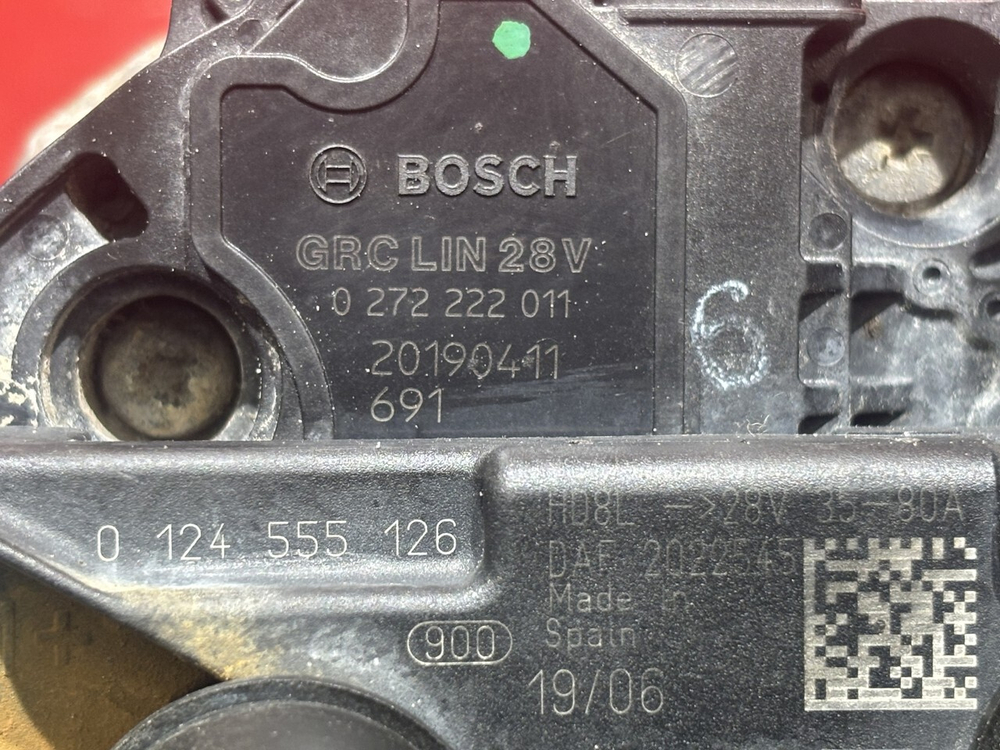 BOSCH
GRC LIN 28V
0 272 222 011
20190411
691
6
0 124 555 126
HD8L ->28V 35-80A
DAF 2022545
Made in
Spain
900
19/06